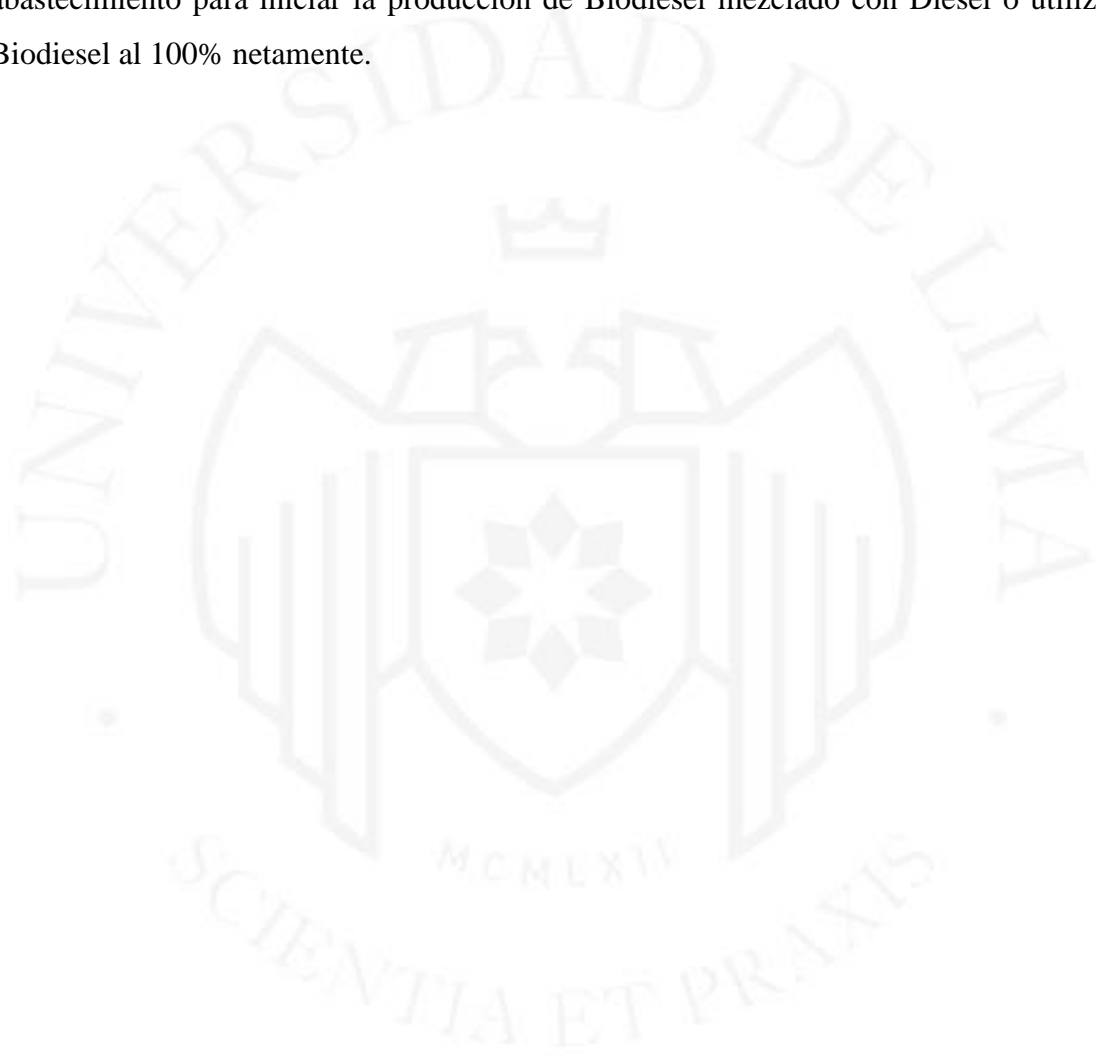 abastecimiento para iniciar la producción de Biodiesel mezclado con Diésel o utiliz
Biodiesel al 100% netamente.
UNIVERSIDAD DE LIMA
MCMLXII
SCIENTIA ET PRAXIS